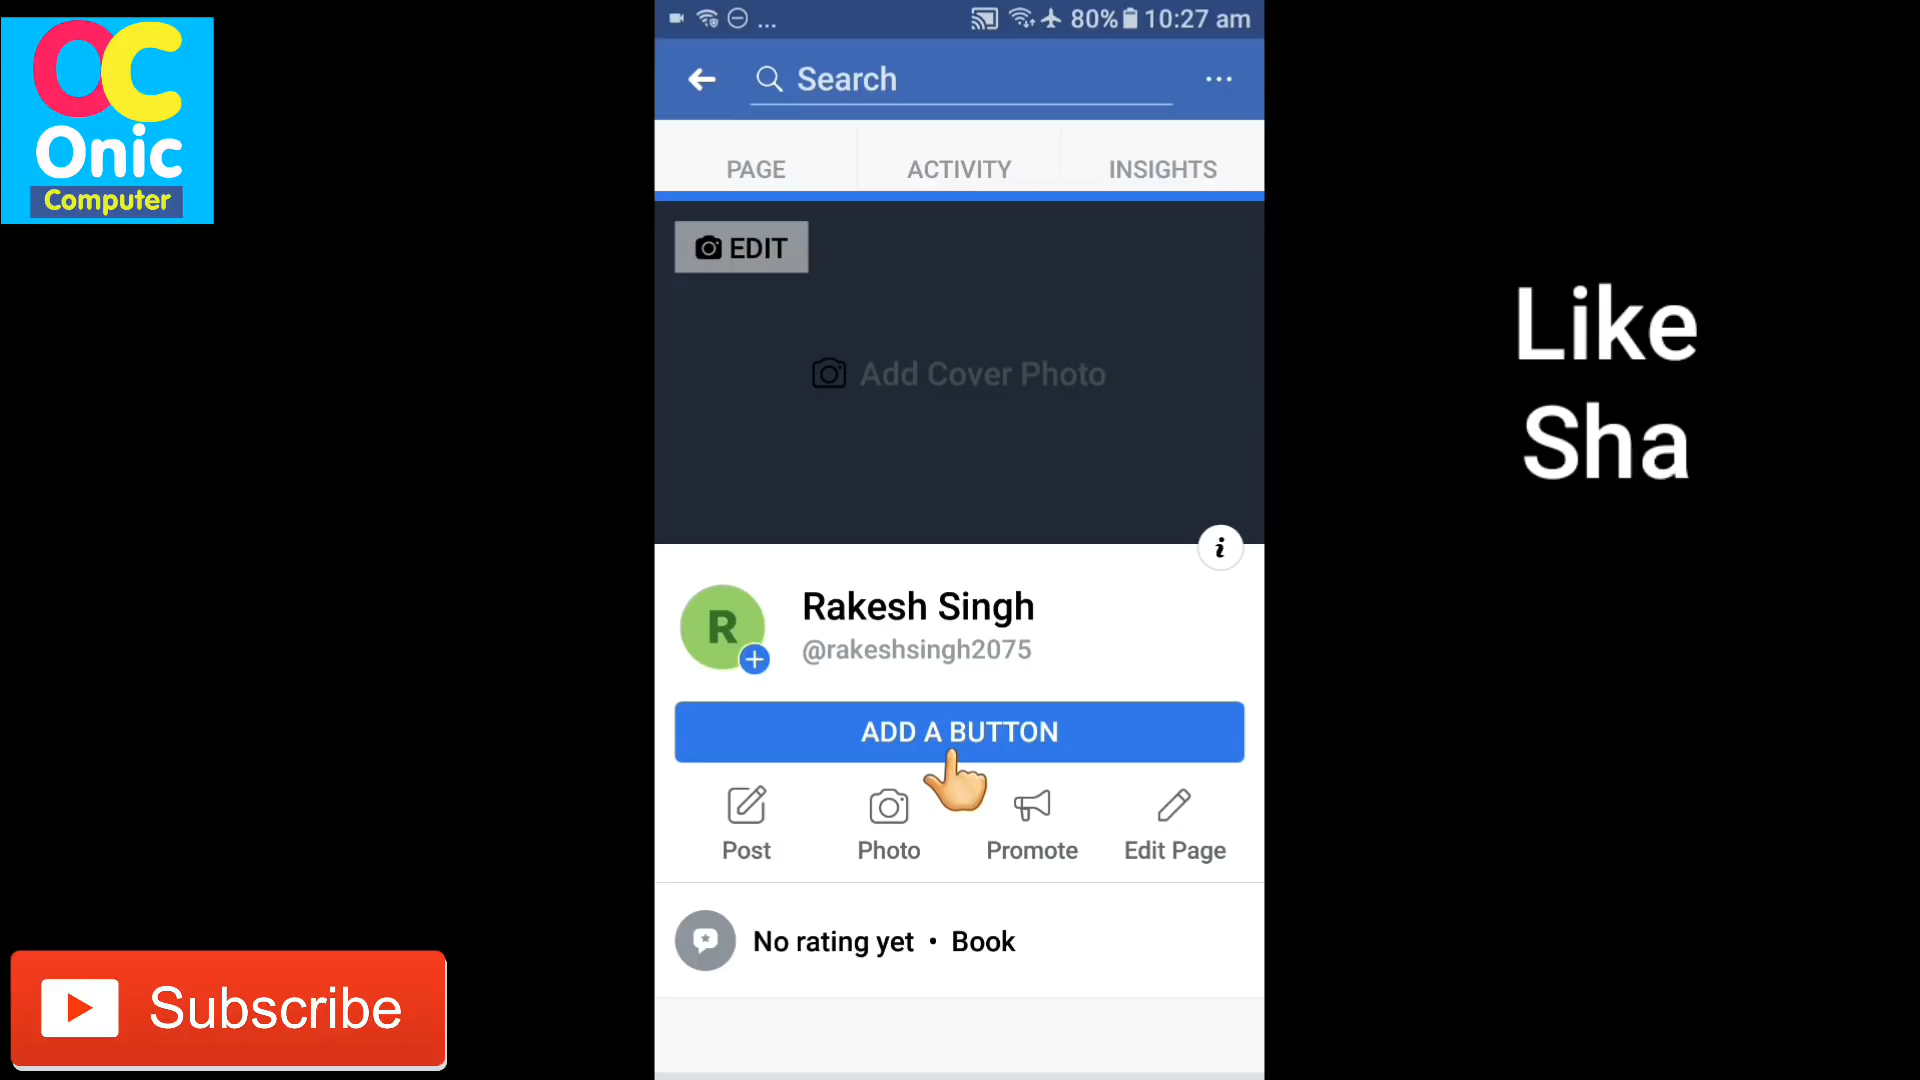 OC
Onic
Computer
... 80% 10:27 am
Search
PAGE ACTIVITY INSIGHTS
EDIT
Add Cover Photo
i
R
Rakesh Singh
@rakeshsingh2075
ADD A BUTTON
Post Photo Promote Edit Page
No rating yet • Book
Like
Sha
Subscribe